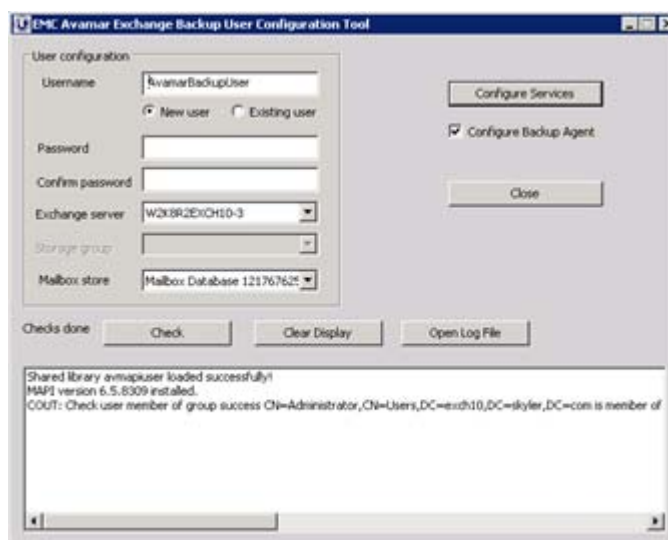 EMC Avamar Exchange Backup User Configuration Tool
User configuration
Username
AvamarBackupUser
New user
Existing user
Configure Services
Configure Backup Agent
Password
Confirm password
Close
Exchange server
W2K8R2EXCH10-3
Storage group
Mailbox store
Mailbox Database 121767625
Checks done
Check
Clear Display
Open Log File
Shared library avmapiuser loaded successfully!
MAPI version 6.5.8309 installed.
COUT: Check user member of group success CN=Administrator,CN=Users,DC=exch10,DC=skyler,DC=com is member of